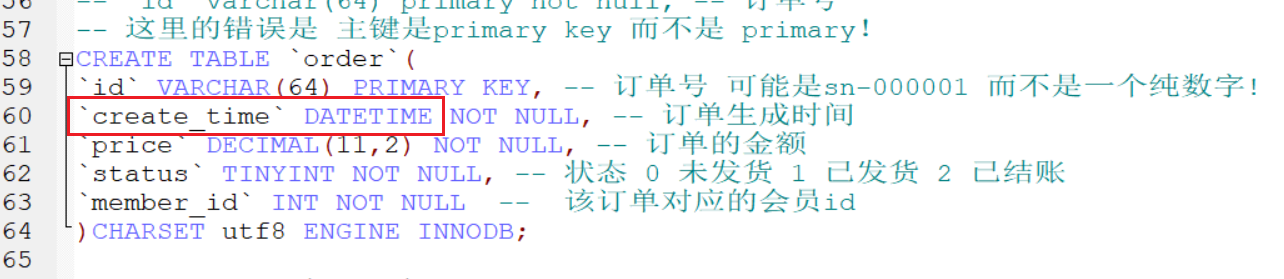 56 -- `id` varchar(64) primary not null, -- 订单号
57 -- 这里的错误是 主键是primary key 而不是 primary!
58 CREATE TABLE `order`(
59 `id` VARCHAR(64) PRIMARY KEY, -- 订单号 可能是sn-000001 而不是一个纯数字!
60 `create_time` DATETIME NOT NULL, -- 订单生成时间
61 `price` DECIMAL(11,2) NOT NULL, -- 订单的金额
62 `status` TINYINT NOT NULL, -- 状态 0 未发货 1 已发货 2 已结账
63 `member_id` INT NOT NULL -- 该订单对应的会员id
64 )CHARSET utf8 ENGINE INNODB;
65